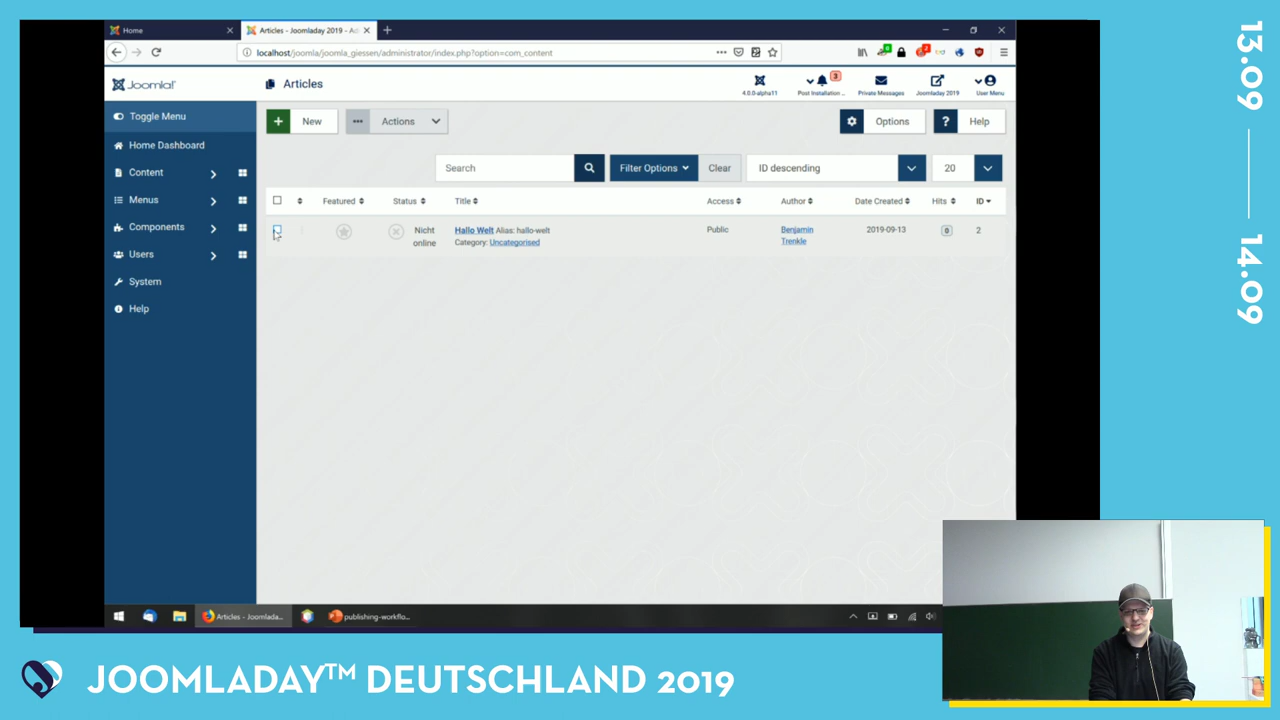 Home
Articles - Joomladay 2019 - Ad
localhost/joomla/joomla_giessen/administrator/index.php?option=com_content
Joomla!
Articles
4.0.0-alpha11
3
Post Installation ...
Private Messages
Joomladay 2019
User Menu
Toggle Menu
Home Dashboard
Content
Menus
Components
Users
System
Help
New
Actions
Options
Help
Search
Filter Options
Clear
ID descending
20
Featured
Status
Title
Access
Author
Date Created
Hits
ID
Nicht online
Hallo Welt Alias: hallo-welt
Category: Uncategorised
Public
Benjamin Trenkle
2019-09-13
0
2
Articles - Joomlada...
publishing-workflo...
13.09
14.09
JOOMLADAY™ DEUTSCHLAND 2019